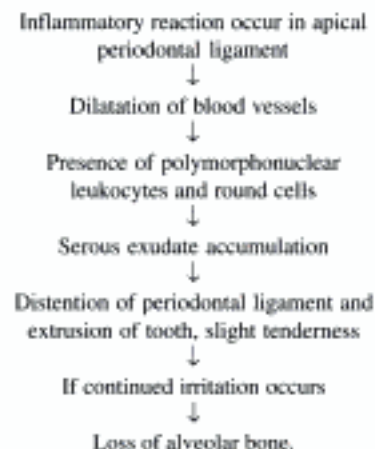 Inflammatory reaction occur in apical
periodontal ligament
↓
Dilatation of blood vessels
↓
Presence of polymorphonuclear
leukocytes and round cells
↓
Serous exudate accumulation
↓
Distention of periodontal ligament and
extrusion of tooth, slight tenderness
↓
If continued irritation occurs
↓
Loss of alveolar bone.